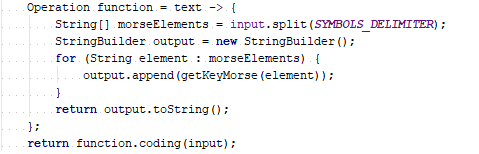 Operation function = text -> {
String[] morseElements = input.split(SYMBOLS_DELIMITER);
StringBuilder output = new StringBuilder();
for (String element : morseElements) {
output.append(getKeyMorse(element));
}
return output.toString();
};
return function.coding(input);